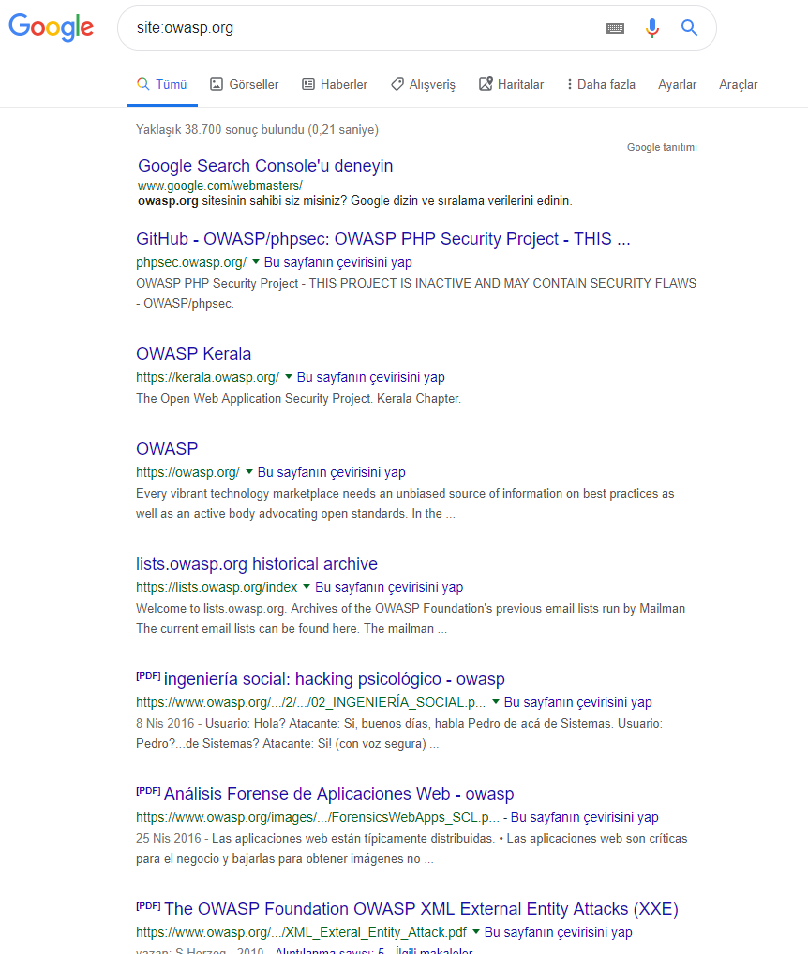 Google
site:owasp.org
Tümü Görseller Haberler Alışveriş Haritalar Daha fazla Ayarlar Araçlar
Yaklaşık 38.700 sonuç bulundu (0,21 saniye)
Google tanıtım
Google Search Console'u deneyin
www.google.com/webmasters/
owasp.org sitesinin sahibi siz misiniz? Google dizin ve sıralama verilerini edinin.
GitHub - OWASP/phpsec: OWASP PHP Security Project - THIS ...
phpsec.owasp.org/ Bu sayfanın çevirisini yap
OWASP PHP Security Project - THIS PROJECT IS INACTIVE AND MAY CONTAIN SECURITY FLAWS
- OWASP/phpsec.
OWASP Kerala
https://kerala.owasp.org/ Bu sayfanın çevirisini yap
The Open Web Application Security Project. Kerala Chapter.
OWASP
https://owasp.org/ Bu sayfanın çevirisini yap
Every vibrant technology marketplace needs an unbiased source of information on best practices as
well as an active body advocating open standards. In the ...
lists.owasp.org historical archive
https://lists.owasp.org/index Bu sayfanın çevirisini yap
Welcome to lists.owasp.org. Archives of the OWASP Foundation's previous email lists run by Mailman
The current email lists can be found here. The mailman ...
[PDF] ingeniería social: hacking psicológico - owasp
https://www.owasp.org/.../2/.../02_INGENIERÍA_SOCIAL.p... Bu sayfanın çevirisini yap
8 Nis 2016 - Usuario: Hola? Atacante: Si, buenos días, habla Pedro de acá de Sistemas. Usuario:
Pedro?...de Sistemas? Atacante: Si! (con voz segura) ...
[PDF] Análisis Forense de Aplicaciones Web - owasp
https://www.owasp.org/images/.../ForensicsWebApps_SCL.p... - Bu sayfanın çevirisini yap
25 Nis 2016 - Las aplicaciones web están típicamente distribuidas. • Las aplicaciones web son críticas
para el negocio y bajarlas para obtener imágenes no ...
[PDF] The OWASP Foundation OWASP XML External Entity Attacks (XXE)
https://www.owasp.org/.../XML_Exteral_Entity_Attack.pdf Bu sayfanın çevirisini yap
yazan: S Herzog - 2010 - Alıntılanma sayısı: 5 - İlgili makaleler